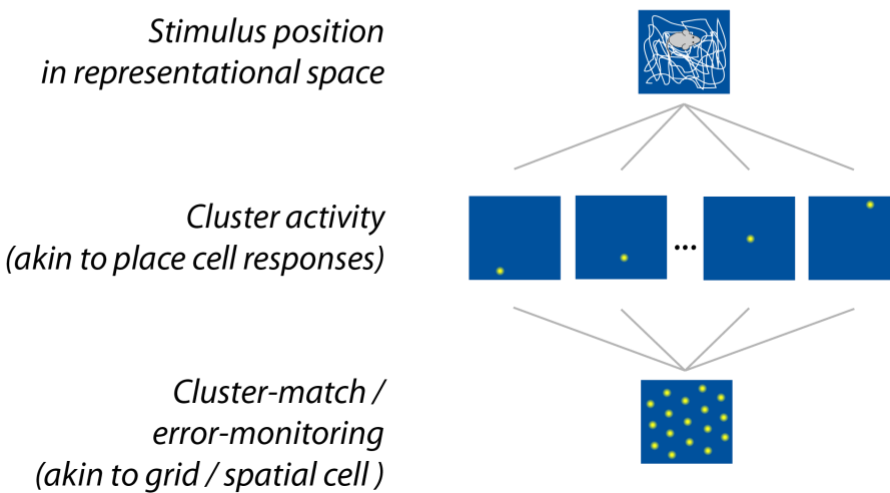 Stimulus position
in representational space
Cluster activity
(akin to place cell responses)
...
Cluster-match /
error-monitoring
(akin to grid / spatial cell )